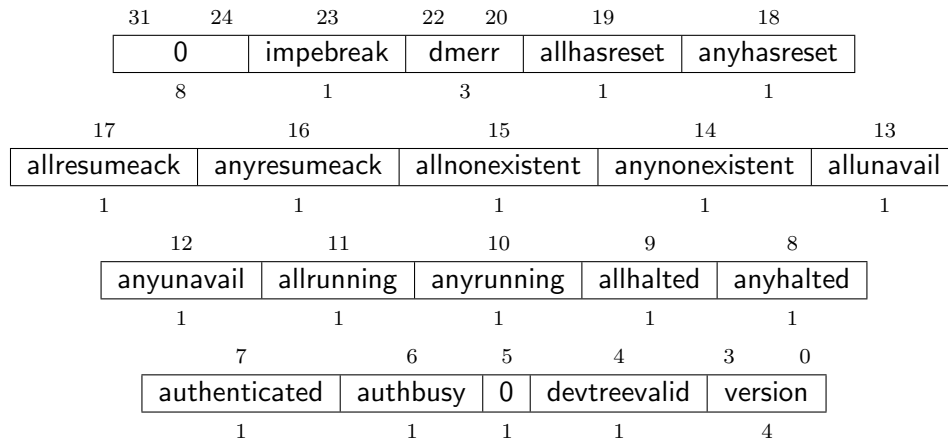 31 24 23 22 20 19 18
0 impebreak dmerr allhasreset anyhasreset
8 1 3 1 1
17 16 15 14 13
allresumeack anyresumeack allnonexistent anynonexistent allunavail
1 1 1 1 1
12 11 10 9 8
anyunavail allrunning anyrunning allhalted anyhalted
1 1 1 1 1
7 6 5 4 3 0
authenticated authbusy 0 devtreevalid version
1 1 1 1 4